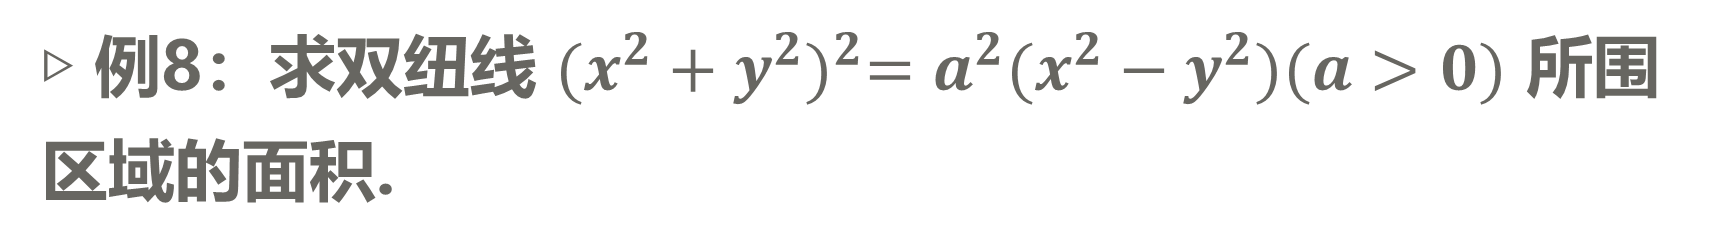 ▷ 例8：求双纽线 (x² + y²)²= a²(x² − y²)(a > 0) 所围
区域的面积.